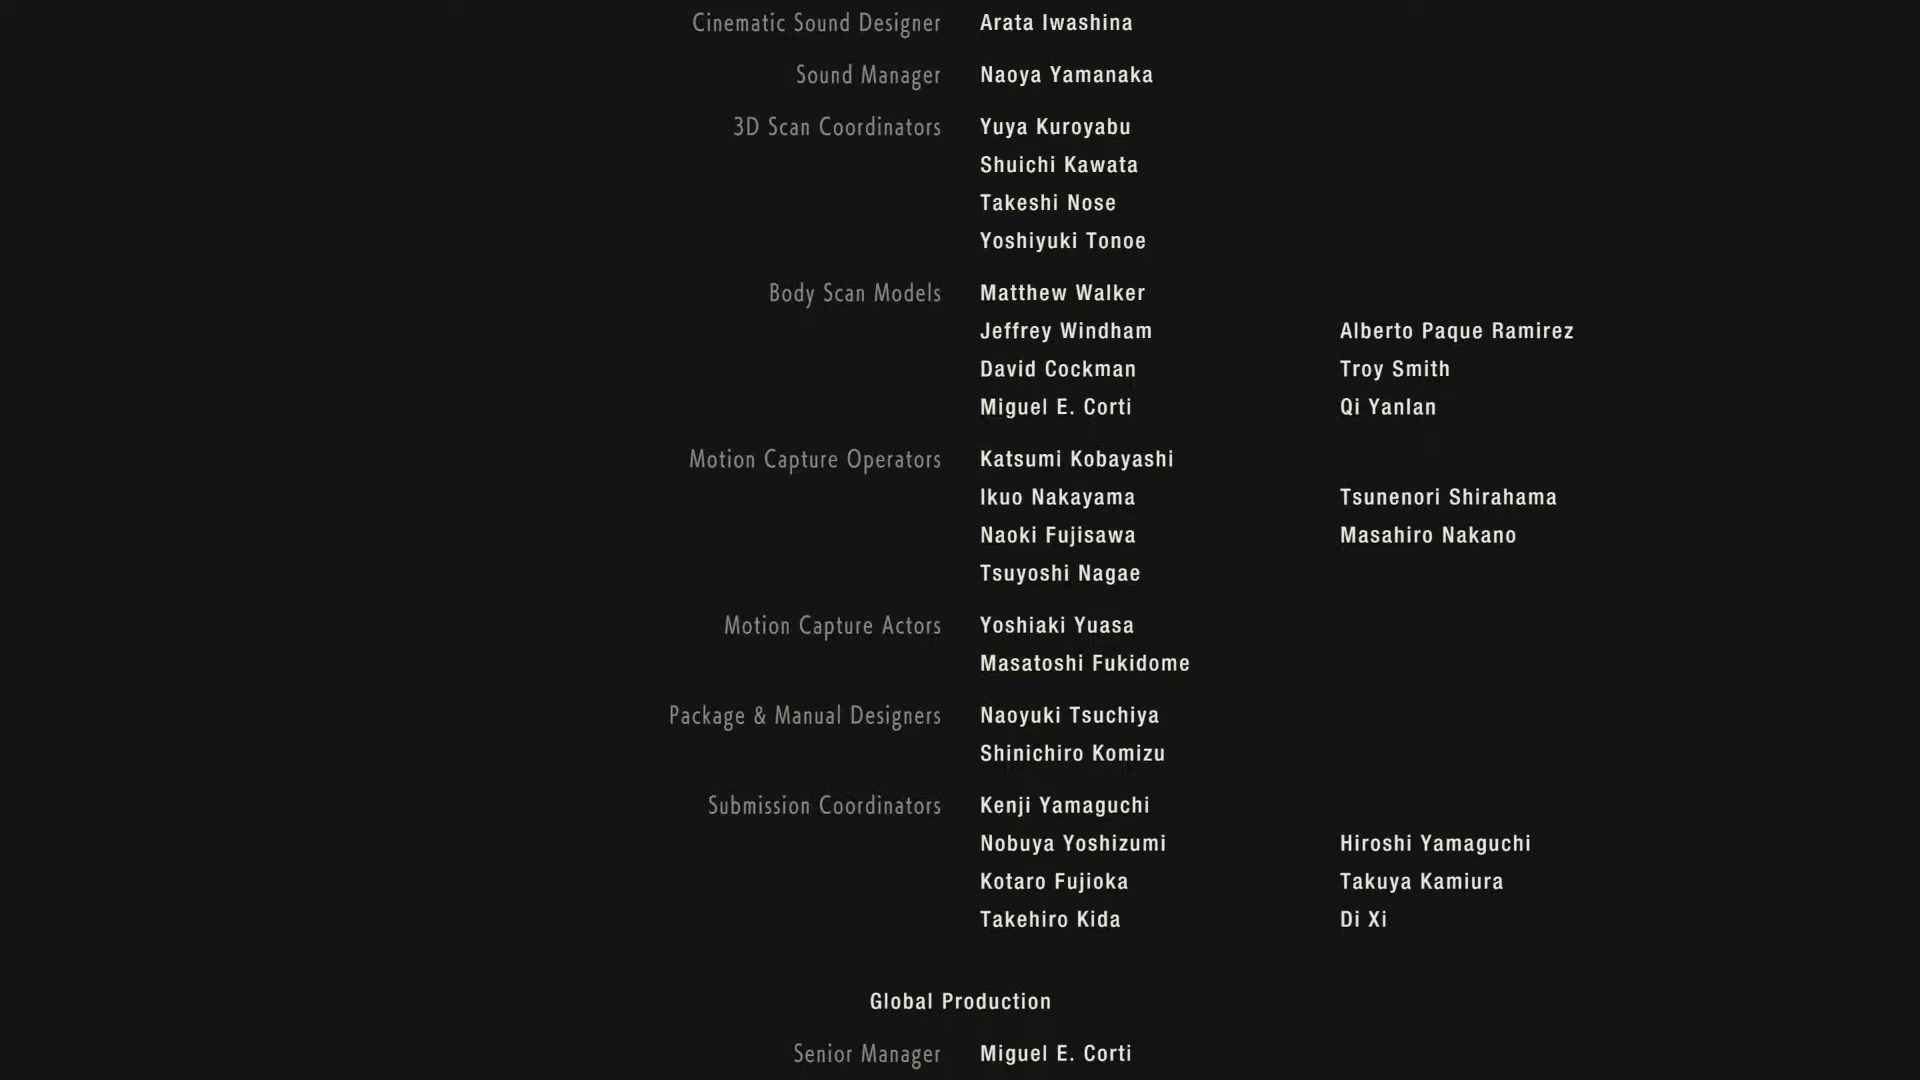 Cinematic Sound Designer Arata Iwashina
Sound Manager Naoya Yamanaka
3D Scan Coordinators Yuya Kuroyabu
Shuichi Kawata
Takeshi Nose
Yoshiyuki Tonoe
Body Scan Models Matthew Walker
Jeffrey Windham Alberto Paque Ramirez
David Cockman Troy Smith
Miguel E. Corti Qi Yanlan
Motion Capture Operators Katsumi Kobayashi
Ikuo Nakayama Tsunenori Shirahama
Naoki Fujisawa Masahiro Nakano
Tsuyoshi Nagae
Motion Capture Actors Yoshiaki Yuasa
Masatoshi Fukidome
Package & Manual Designers Naoyuki Tsuchiya
Shinichiro Komizu
Submission Coordinators Kenji Yamaguchi
Nobuya Yoshizumi Hiroshi Yamaguchi
Kotaro Fujioka Takuya Kamiura
Takehiro Kida Di Xi
Global Production
Senior Manager Miguel E. Corti